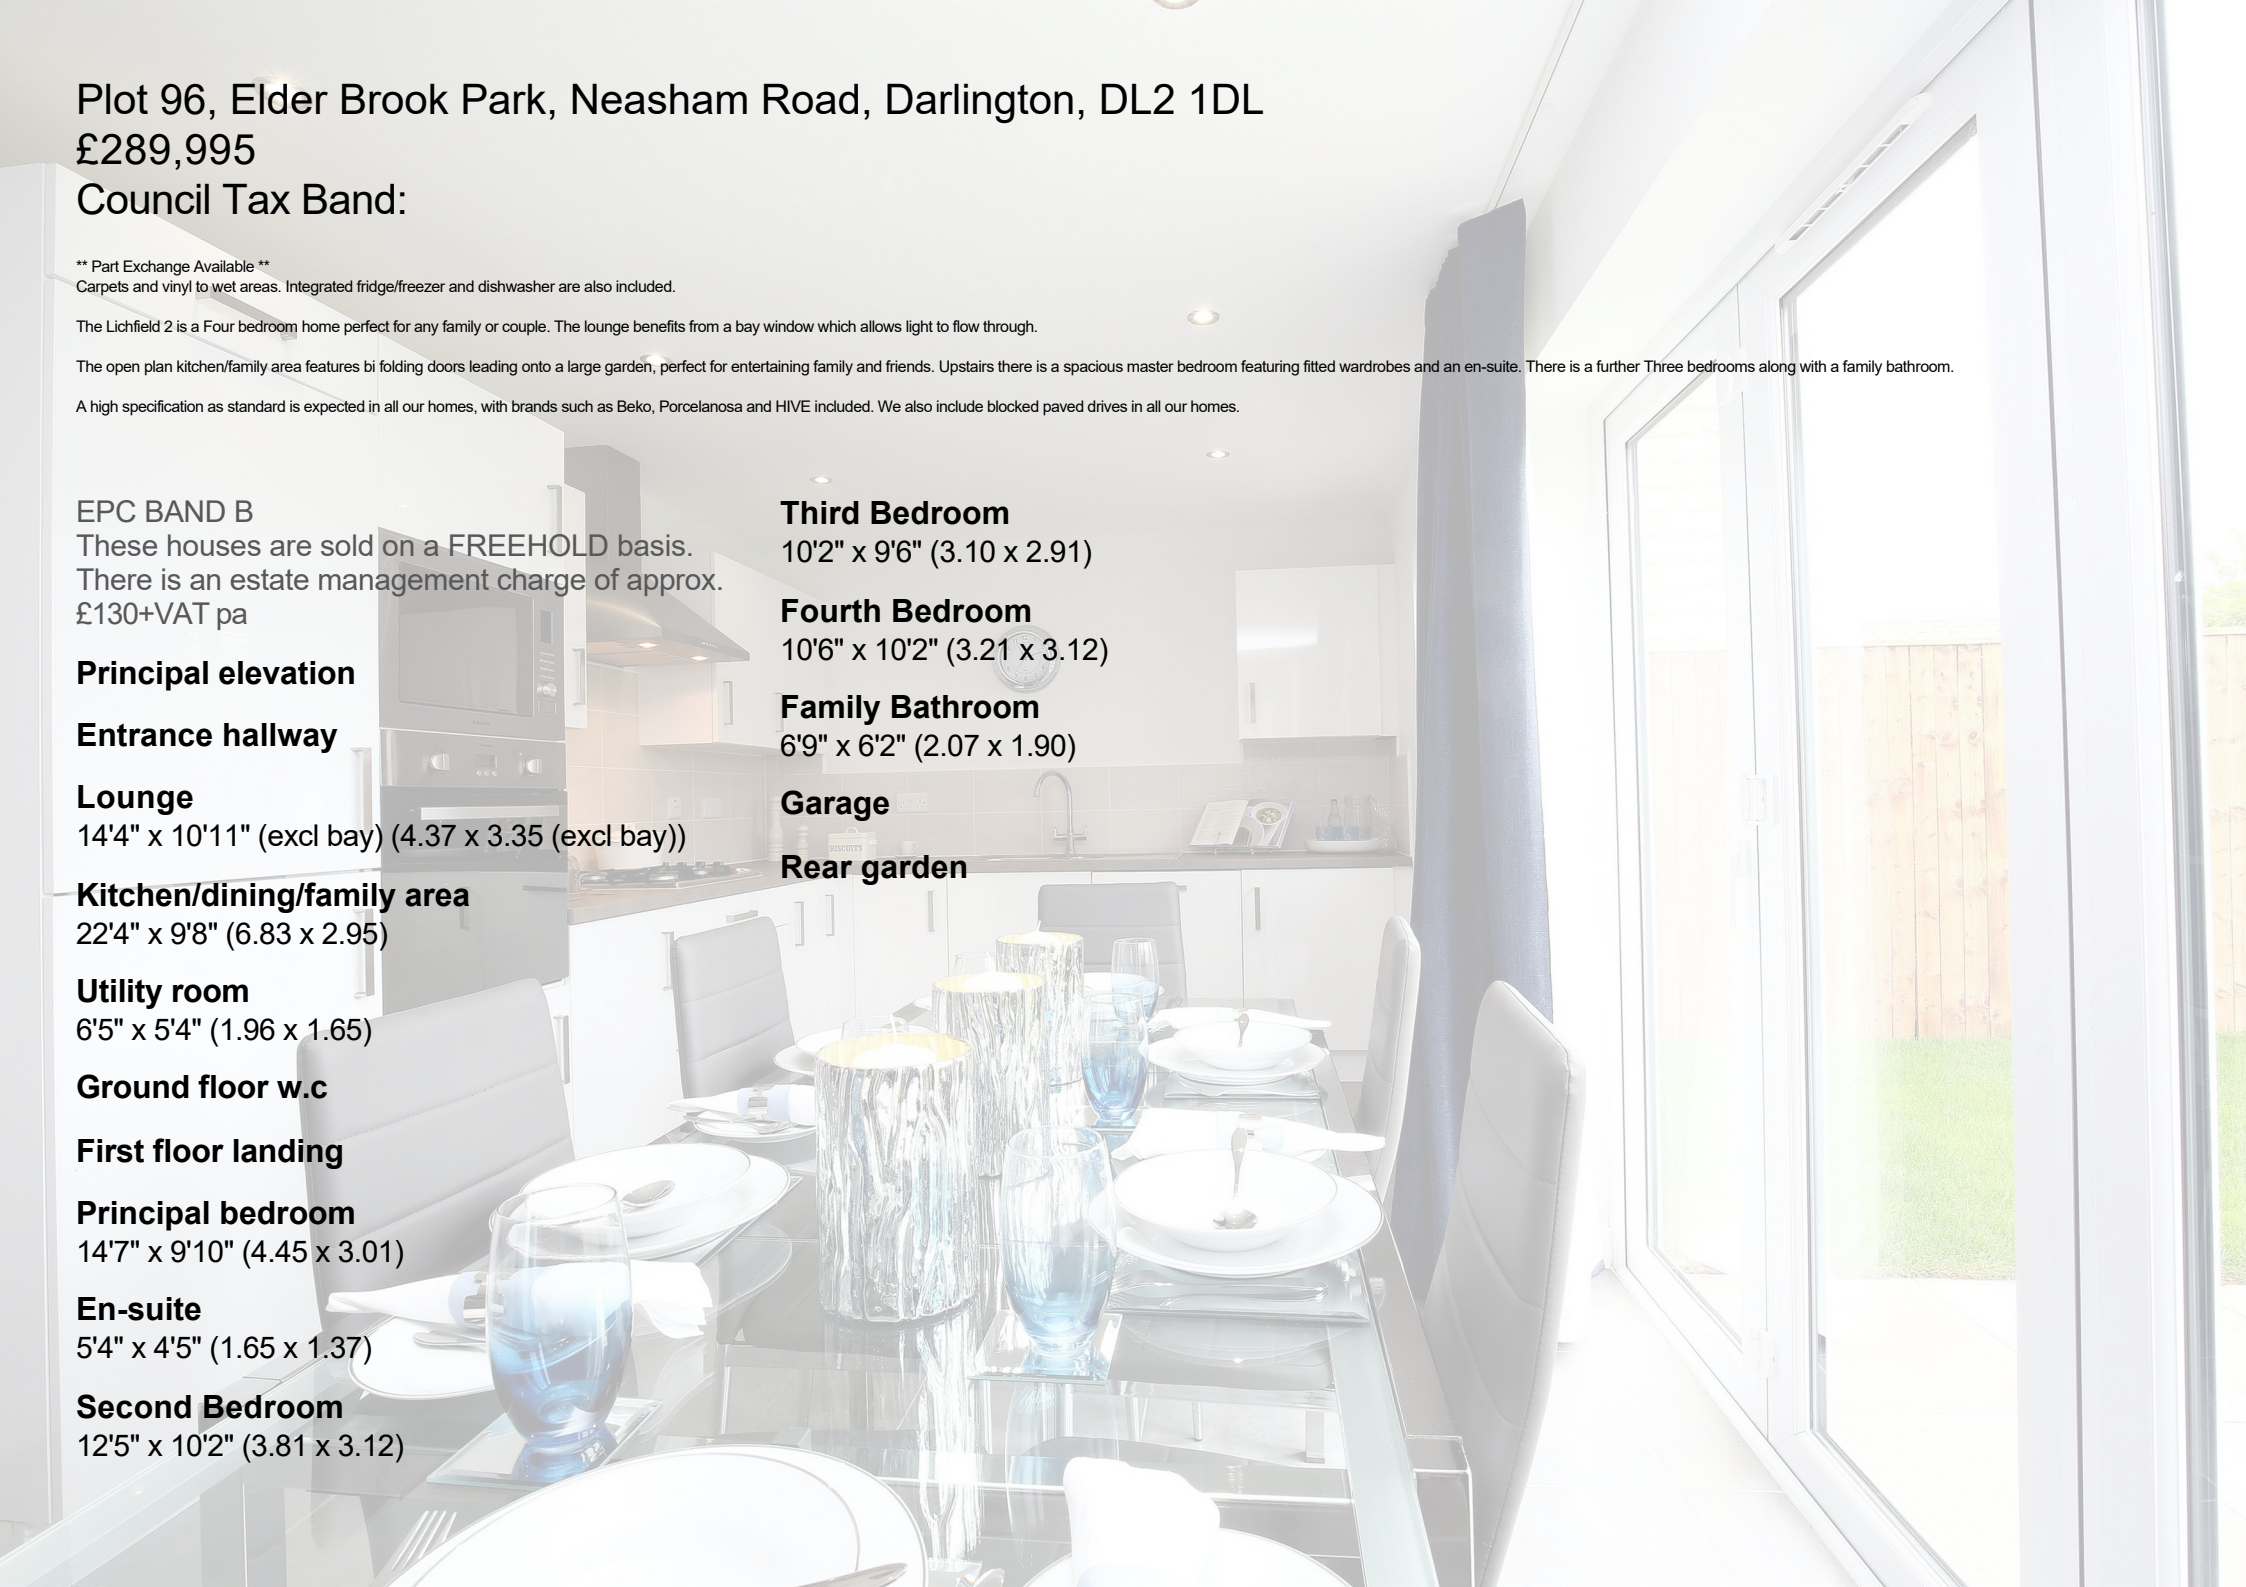 Plot 96, Elder Brook Park, Neasham Road, Darlington, DL2 1DL
£289,995
Council Tax Band:
** Part Exchange Available **
Carpets and vinyl to wet areas. Integrated fridge/freezer and dishwasher are also included.
The Lichfield 2 is a Four bedroom home perfect for any family or couple. The lounge benefits from a bay window which allows light to flow through.
The open plan kitchen/family area features bi folding doors leading onto a large garden, perfect for entertaining family and friends. Upstairs there is a spacious master bedroom featuring fitted wardrobes and an en-suite. There is a further Three bedrooms along with a family bathroom.
A high specification as standard is expected in all our homes, with brands such as Beko, Porcelanosa and HIVE included. We also include blocked paved drives in all our homes.
EPC BAND B
These houses are sold on a FREEHOLD basis.
There is an estate management charge of approx.
£130+VAT pa
Principal elevation
Entrance hallway
Lounge
14'4" x 10'11" (excl bay) (4.37 x 3.35 (excl bay))
Kitchen/dining/family area
22'4" x 9'8" (6.83 x 2.95)
Utility room
6'5" x 5'4" (1.96 x 1.65)
Ground floor w.c
First floor landing
Principal bedroom
14'7" x 9'10" (4.45 x 3.01)
En-suite
5'4" x 4'5" (1.65 x 1.37)
Second Bedroom
12'5" x 10'2" (3.81 x 3.12)
Third Bedroom
10'2" x 9'6" (3.10 x 2.91)
Fourth Bedroom
10'6" x 10'2" (3.21 x 3.12)
Family Bathroom
6'9" x 6'2" (2.07 x 1.90)
Garage
Rear garden
BISCUITS